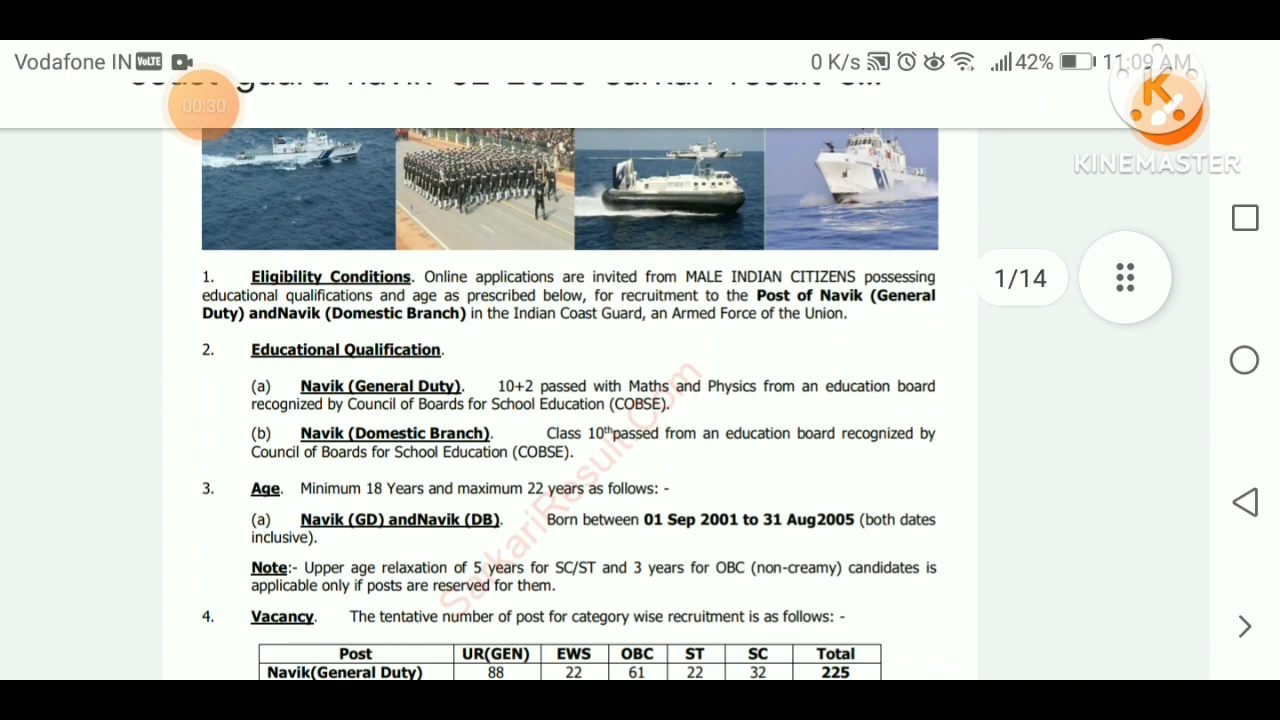 Vodafone IN VoLTE 0 K/s 42% 11:09 AM
00:30
KINEMASTER
1/14
1. Eligibility Conditions. Online applications are invited from MALE INDIAN CITIZENS possessing
educational qualifications and age as prescribed below, for recruitment to the Post of Navik (General
Duty) andNavik (Domestic Branch) in the Indian Coast Guard, an Armed Force of the Union.
2. Educational Qualification.
(a) Navik (General Duty). 10+2 passed with Maths and Physics from an education board
recognized by Council of Boards for School Education (COBSE).
(b) Navik (Domestic Branch). Class 10thpassed from an education board recognized by
Council of Boards for School Education (COBSE).
3. Age. Minimum 18 Years and maximum 22 years as follows: -
(a) Navik (GD) andNavik (DB). Born between 01 Sep 2001 to 31 Aug2005 (both dates
inclusive).
Note:- Upper age relaxation of 5 years for SC/ST and 3 years for OBC (non-creamy) candidates is
applicable only if posts are reserved for them.
4. Vacancy. The tentative number of post for category wise recruitment is as follows: -
Post UR(GEN) EWS OBC ST SC Total
Navik(General Duty) 88 22 61 22 32 225
SarkariResult.Com